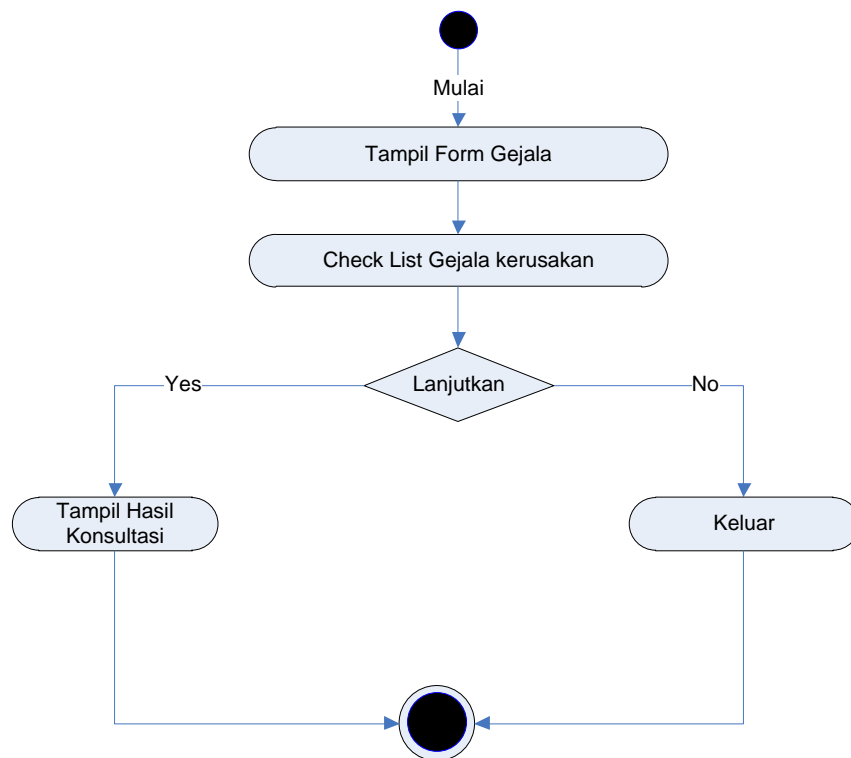 Mulai
Tampil Form Gejala
Check List Gejala kerusakan
Lanjutkan
Yes
No
Tampil Hasil
Konsultasi
Keluar